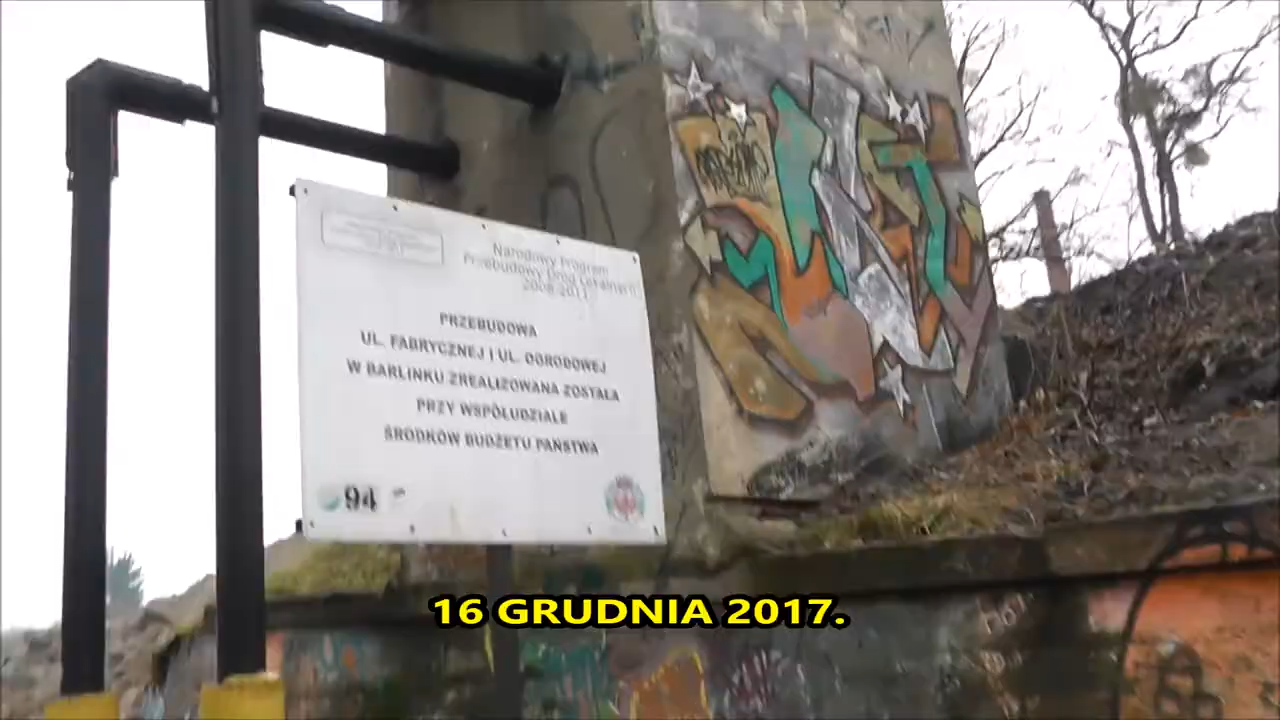 Narodowy Program
Przebudowy Dróg Lokalnych
2008-2011
PRZEBUDOWA
UL. FABRYCZNEJ I UL. OGRODOWEJ
W BARLINKU ZREALIZOWANA ZOSTAŁA
PRZY WSPÓŁUDZIALE
ŚRODKÓW BUDŻETU PAŃSTWA
94
16 GRUDNIA 2017.